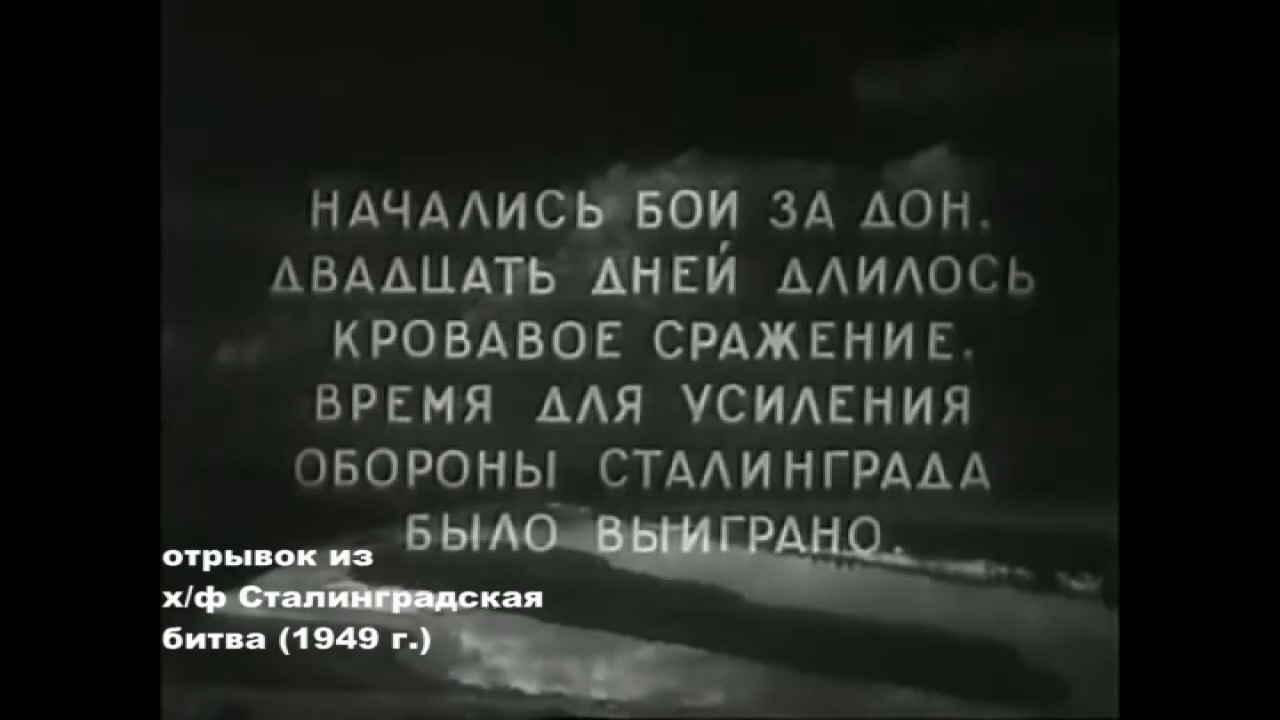 НАЧАЛИСЬ БОИ ЗА ДОН.
ДВАДЦАТЬ ДНЕЙ ДЛИЛОСЬ
КРОВАВОЕ СРАЖЕНИЕ.
ВРЕМЯ ДЛЯ УСИЛЕНИЯ
ОБОРОНЫ СТАЛИНГРАДА
БЫЛО ВЫИГРАНО.
отрывок из
х/ф Сталинградская
битва (1949 г.)